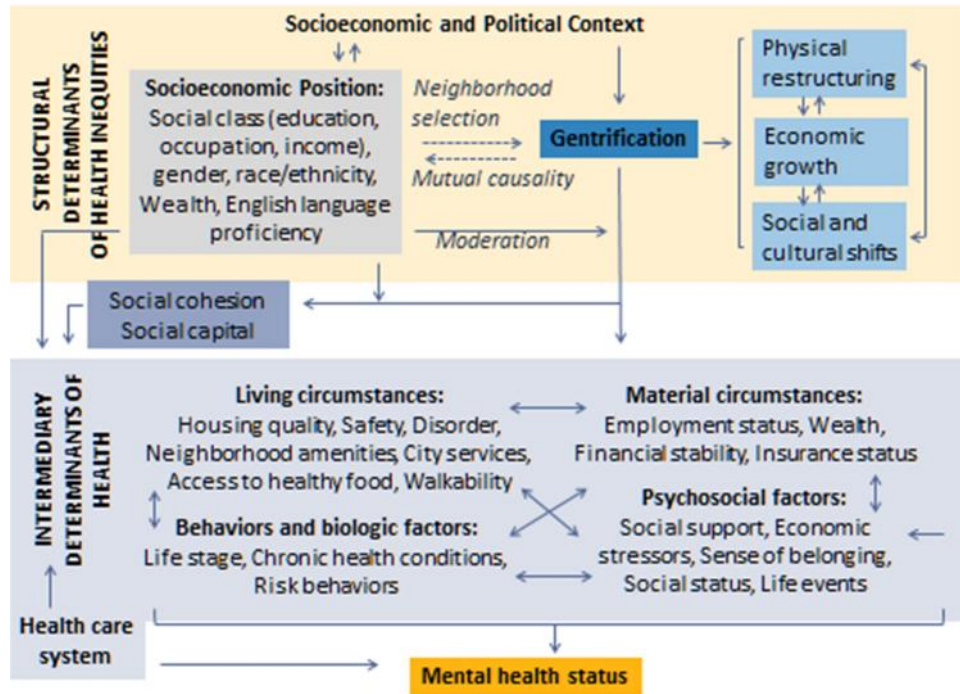 Socioeconomic and Political Context
STRUCTURAL
DETERMINANTS
OF HEALTH INEQUITIES
Socioeconomic Position:
Social class (education,
occupation, income),
gender, race/ethnicity,
Wealth, English language
proficiency
Neighborhood
selection
Mutual causality
Moderation
Gentrification
Physical
restructuring
Economic
growth
Social and
cultural shifts
Social cohesion
Social capital
INTERMEDIARY
DETERMINANTS OF
HEALTH
Living circumstances:
Housing quality, Safety, Disorder,
Neighborhood amenities, City services,
Access to healthy food, Walkability
Material circumstances:
Employment status, Wealth,
Financial stability, Insurance status
Behaviors and biologic factors:
Life stage, Chronic health conditions,
Risk behaviors
Psychosocial factors:
Social support, Economic
stressors, Sense of belonging,
Social status, Life events
Health care
system
Mental health status